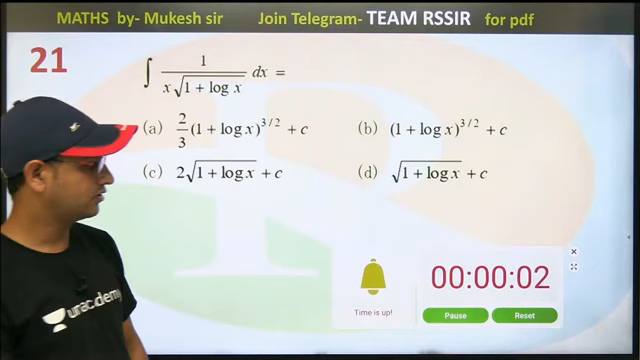 MATHS by- Mukesh sir Join Telegram- TEAM RSSIR for pdf
21
∫ 1 / (x√(1 + log x)) dx =
(a) 2/3 (1 + log x)^3/2 + c (b) (1 + log x)^3/2 + c
(c) 2√(1 + log x) + c (d) √(1 + log x) + c
00:00:02
Time is up! Pause Reset
unacademy